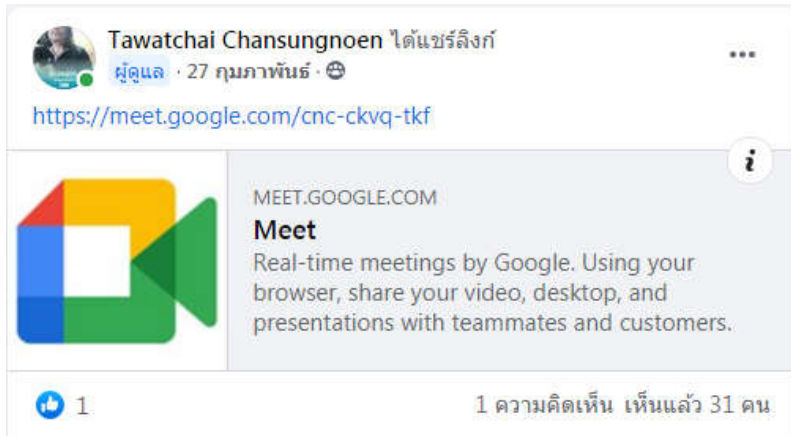 Tawatchai Chansungnoen ได้แชร์ลิงก์
ผู้ดูแล · 27 กุมภาพันธ์ ·
https://meet.google.com/cnc-ckvq-tkf
MEET.GOOGLE.COM
Meet
Real-time meetings by Google. Using your
browser, share your video, desktop, and
presentations with teammates and customers.
1
1 ความคิดเห็น เห็นแล้ว 31 คน